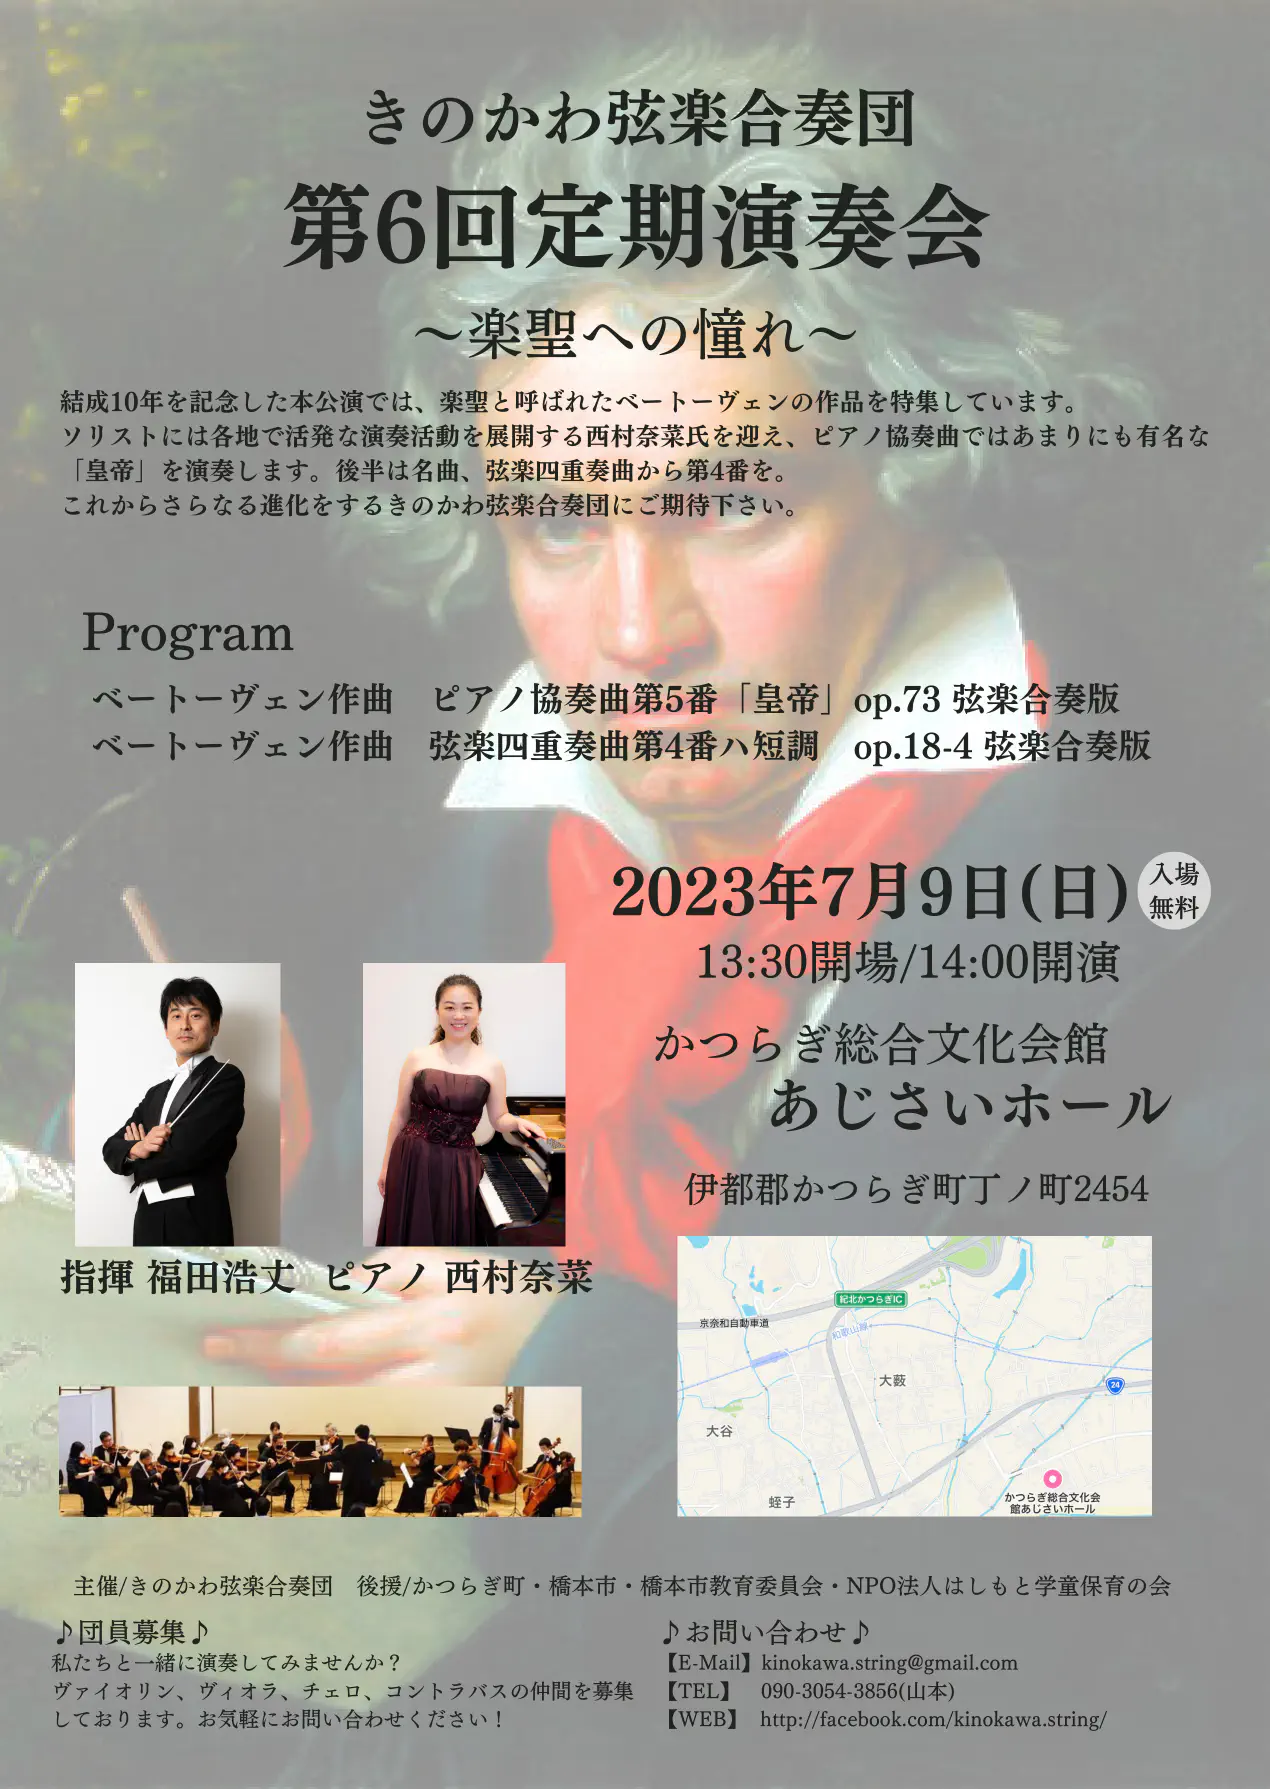 きのかわ弦楽合奏団
第6回定期演奏会
～楽聖への憧れ～
結成10年を記念した本公演では、楽聖と呼ばれたベートーヴェンの作品を特集しています。
ソリストには各地で活発な演奏活動を展開する西村奈菜氏を迎え、ピアノ協奏曲ではあまりにも有名な
「皇帝」を演奏します。後半は名曲、弦楽四重奏曲から第4番を。
これからさらなる進化をするきのかわ弦楽合奏団にご期待下さい。
Program
ベートーヴェン作曲　ピアノ協奏曲第5番「皇帝」op.73 弦楽合奏版
ベートーヴェン作曲　弦楽四重奏曲第4番ハ短調　op.18-4 弦楽合奏版
2023年7月9日(日)
入場
無料
13:30開場/14:00開演
かつらぎ総合文化会館
あじさいホール
伊都郡かつらぎ町丁ノ町2454
指揮 福田浩丈 ピアノ 西村奈菜
紀北かつらぎIC
京奈和自動車道
和歌山線
大薮
24
大谷
蛭子
かつらぎ総合文化会
館あじさいホール
主催/きのかわ弦楽合奏団　後援/かつらぎ町・橋本市・橋本市教育委員会・NPO法人はしもと学童保育の会
♪団員募集♪
私たちと一緒に演奏してみませんか？
ヴァイオリン、ヴィオラ、チェロ、コントラバスの仲間を募集
しております。お気軽にお問い合わせください！
♪お問い合わせ♪
【E-Mail】kinokawa.string@gmail.com
【TEL】　090-3054-3856(山本)
【WEB】　http://facebook.com/kinokawa.string/